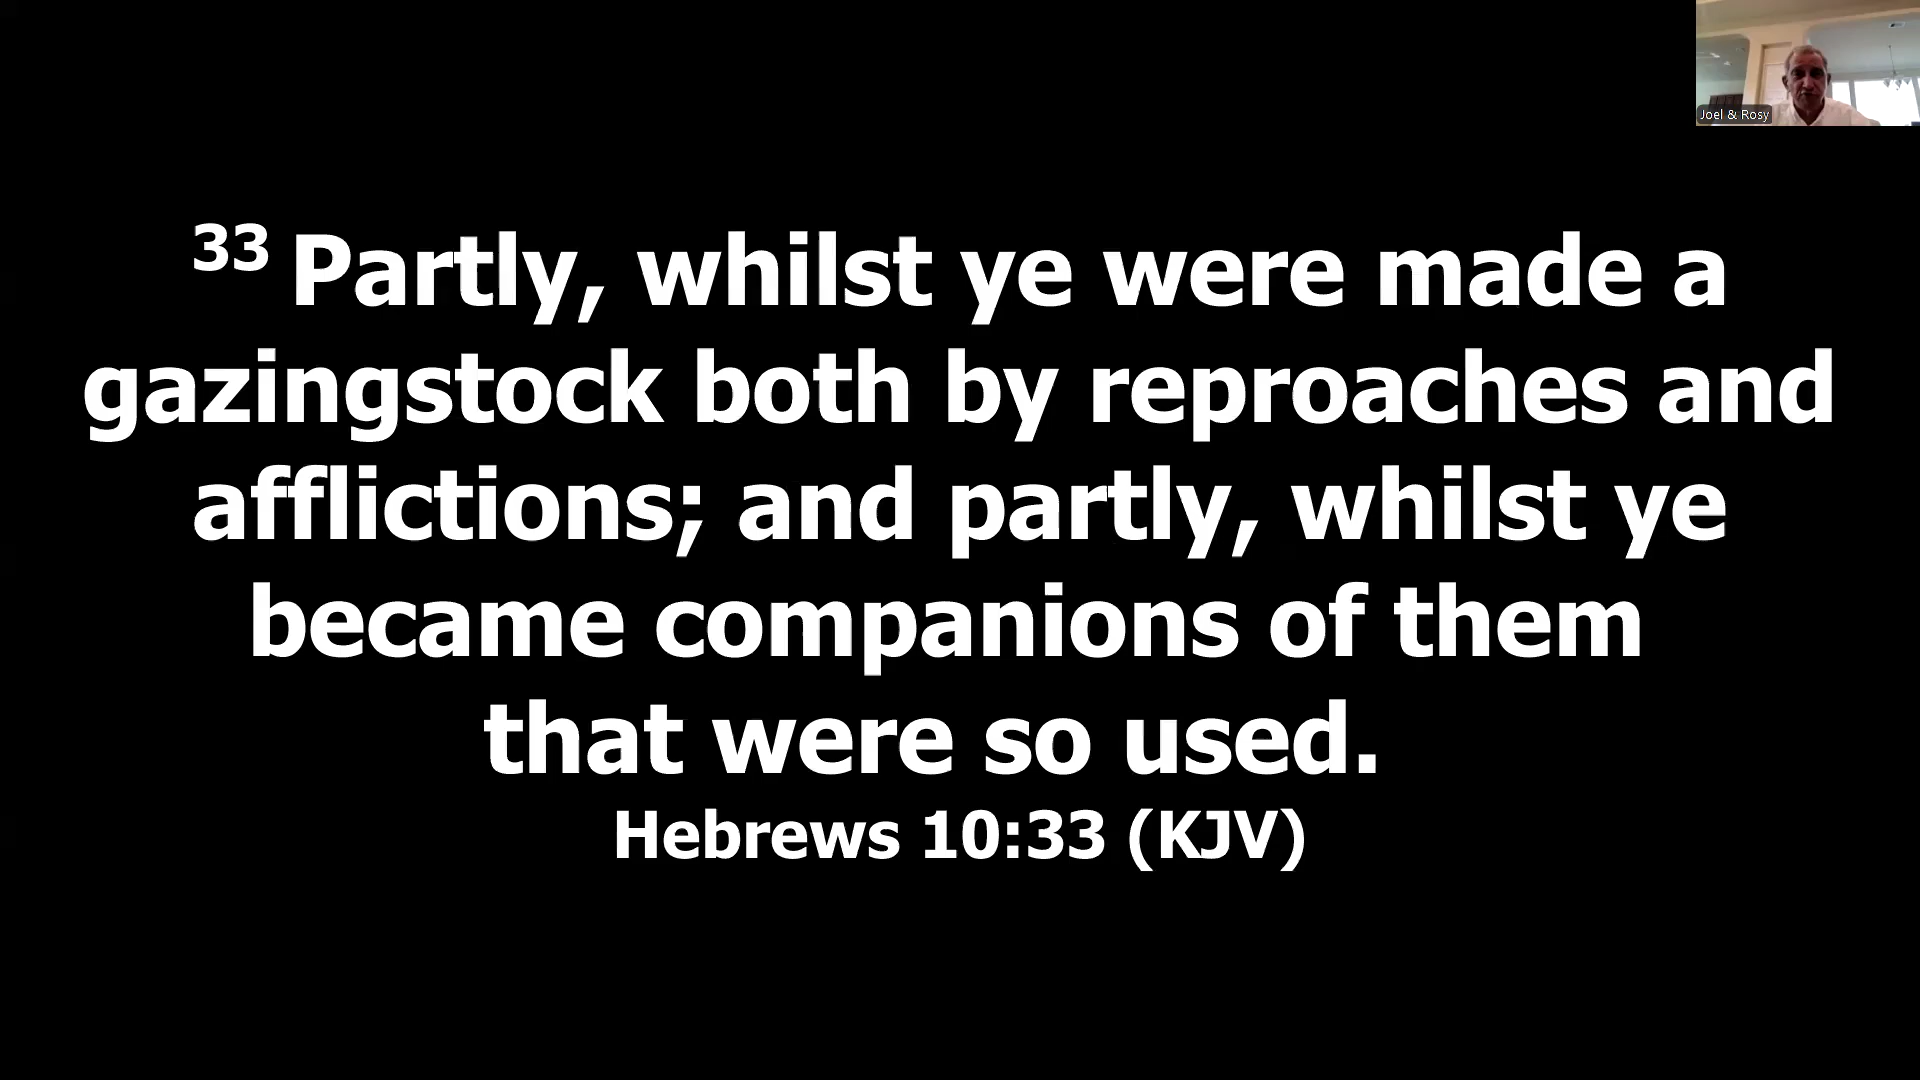 Joel & Rosy
33 Partly, whilst ye were made a
gazingstock both by reproaches and
afflictions; and partly, whilst ye
became companions of them
that were so used.
Hebrews 10:33 (KJV)